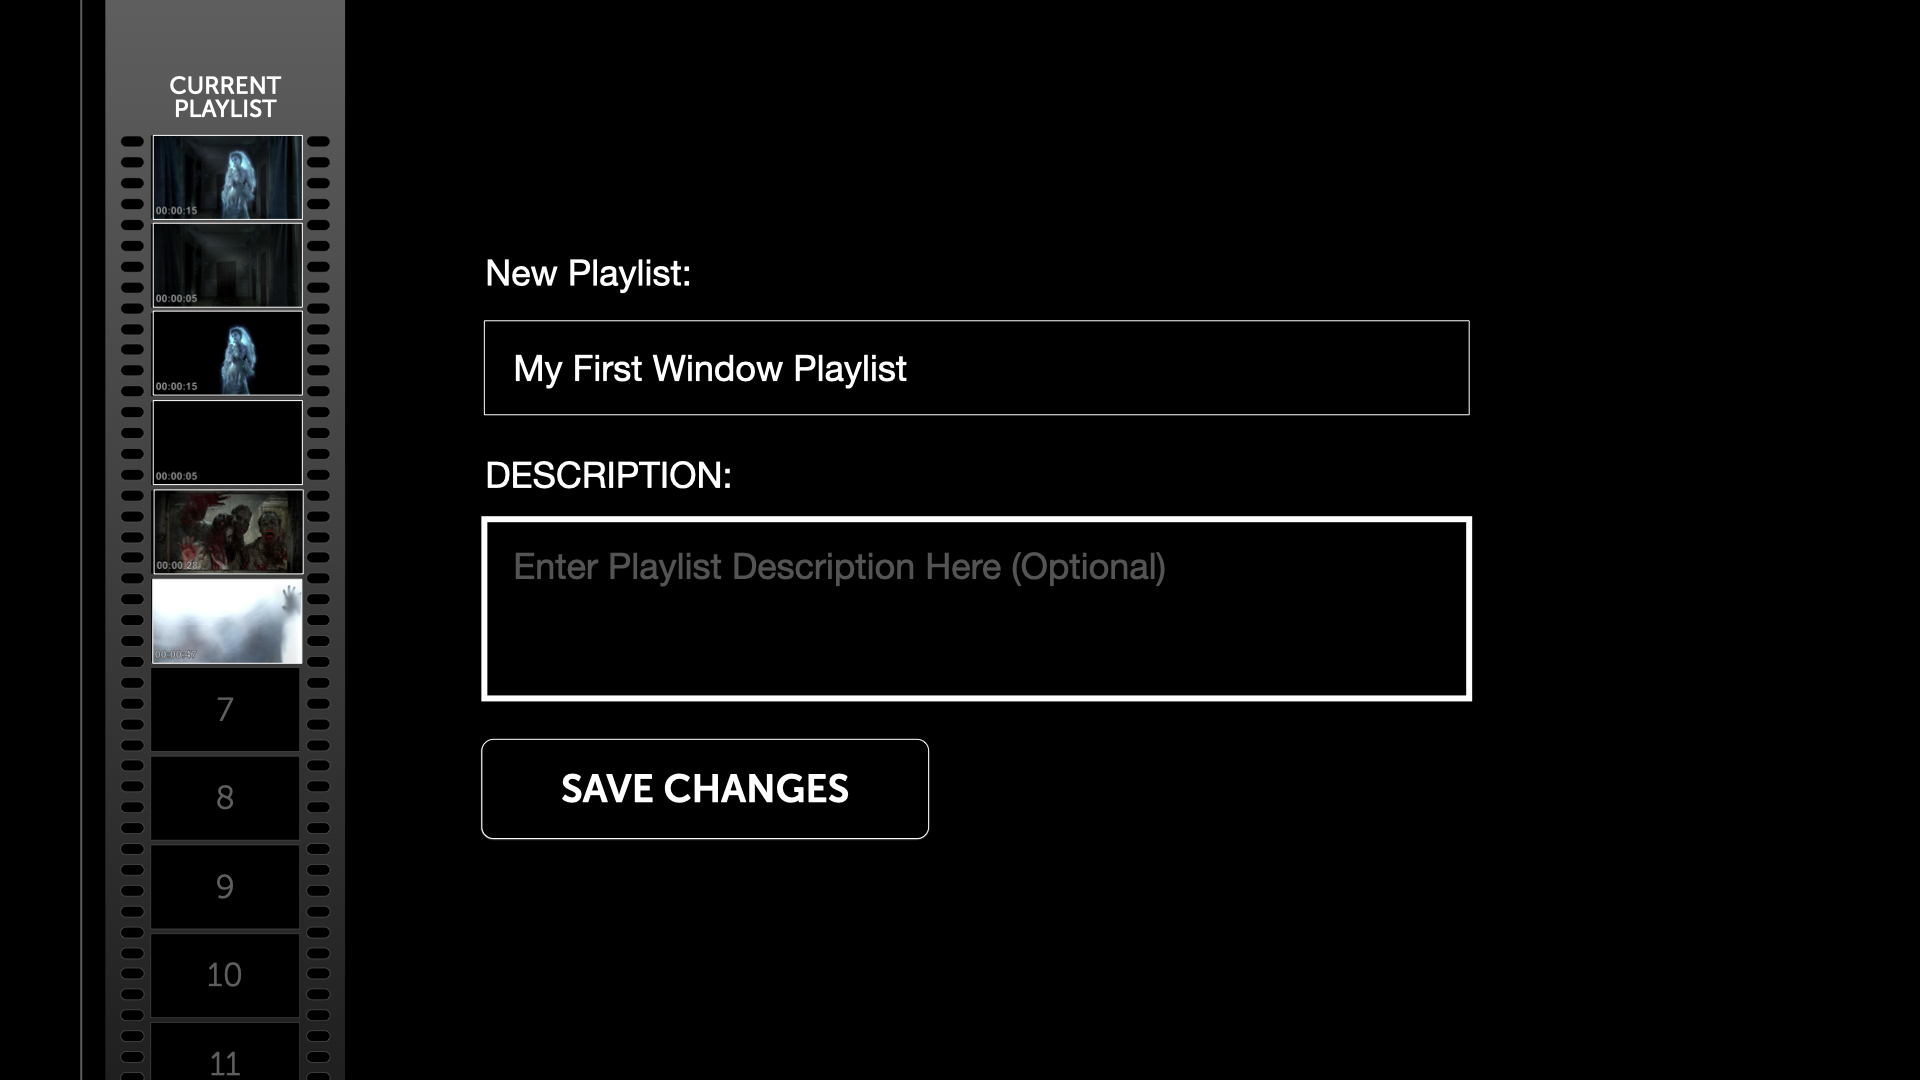 CURRENT
PLAYLIST
00:00:15
00:00:05
00:00:15
00:00:05
00:00:28
00:00:47
7
8
9
10
11
New Playlist:
My First Window Playlist
DESCRIPTION:
Enter Playlist Description Here (Optional)
SAVE CHANGES